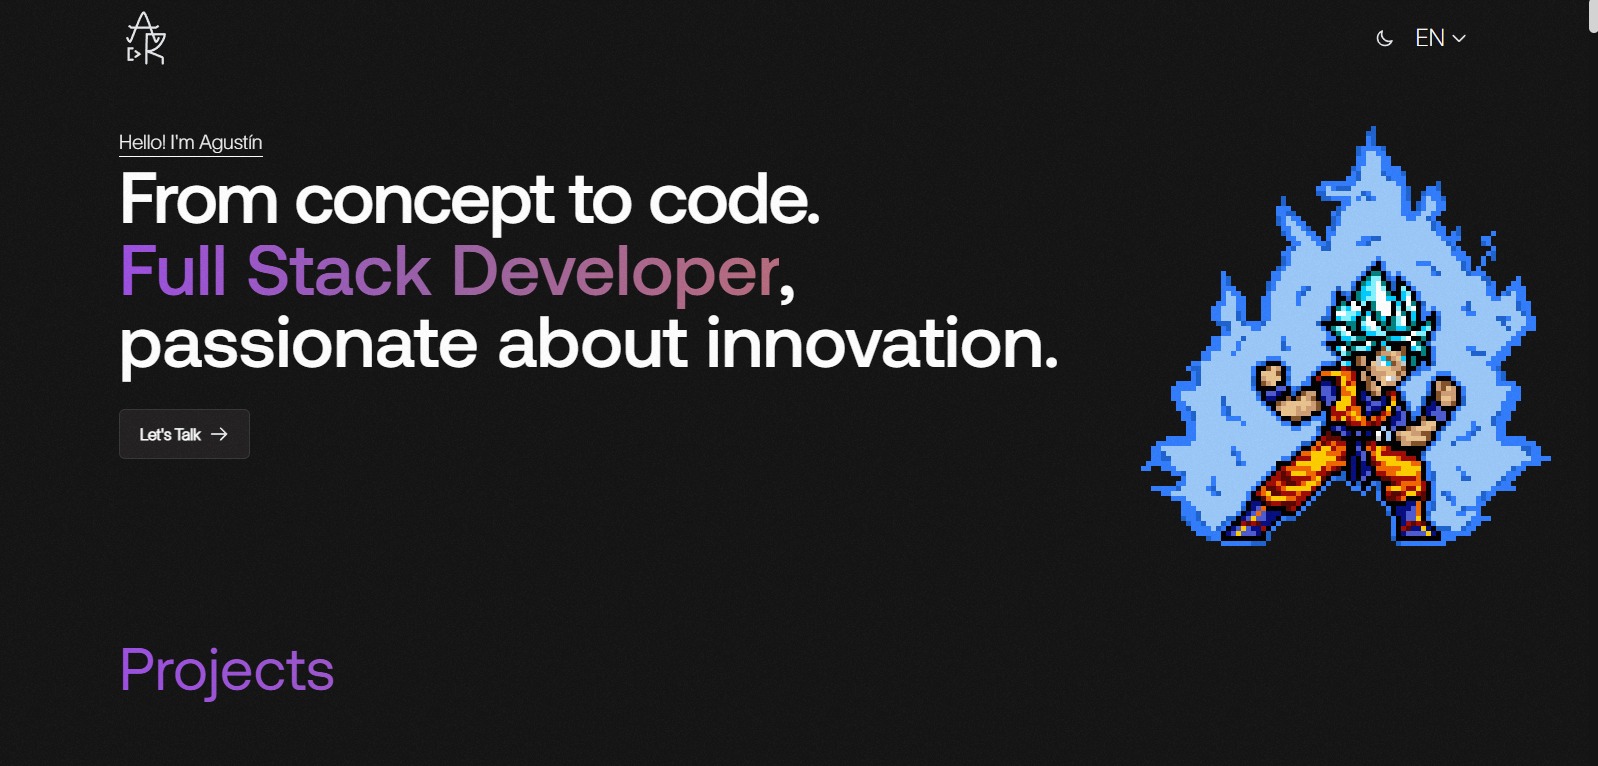 EN
Hello! I'm Agustín
From concept to code.
Full Stack Developer,
passionate about innovation.
Let's Talk
Projects